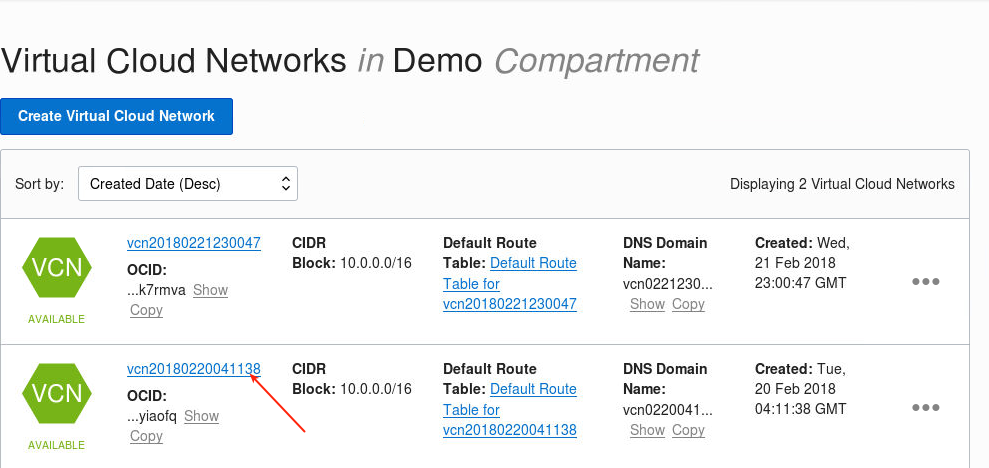 Virtual Cloud Networks in Demo Compartment
Create Virtual Cloud Network
Sort by: Created Date (Desc) Displaying 2 Virtual Cloud Networks
VCN
AVAILABLE
vcn20180221230047
OCID:
...k7rmva Show
Copy
CIDR
Block: 10.0.0.0/16
Default Route
Table: Default Route
Table for
vcn20180221230047
DNS Domain
Name:
vcn0221230...
Show Copy
Created: Wed,
21 Feb 2018
23:00:47 GMT
VCN
AVAILABLE
vcn20180220041138
OCID:
...yiaofq Show
Copy
CIDR
Block: 10.0.0.0/16
Default Route
Table: Default Route
Table for
vcn20180220041138
DNS Domain
Name:
vcn0220041...
Show Copy
Created: Tue,
20 Feb 2018
04:11:38 GMT